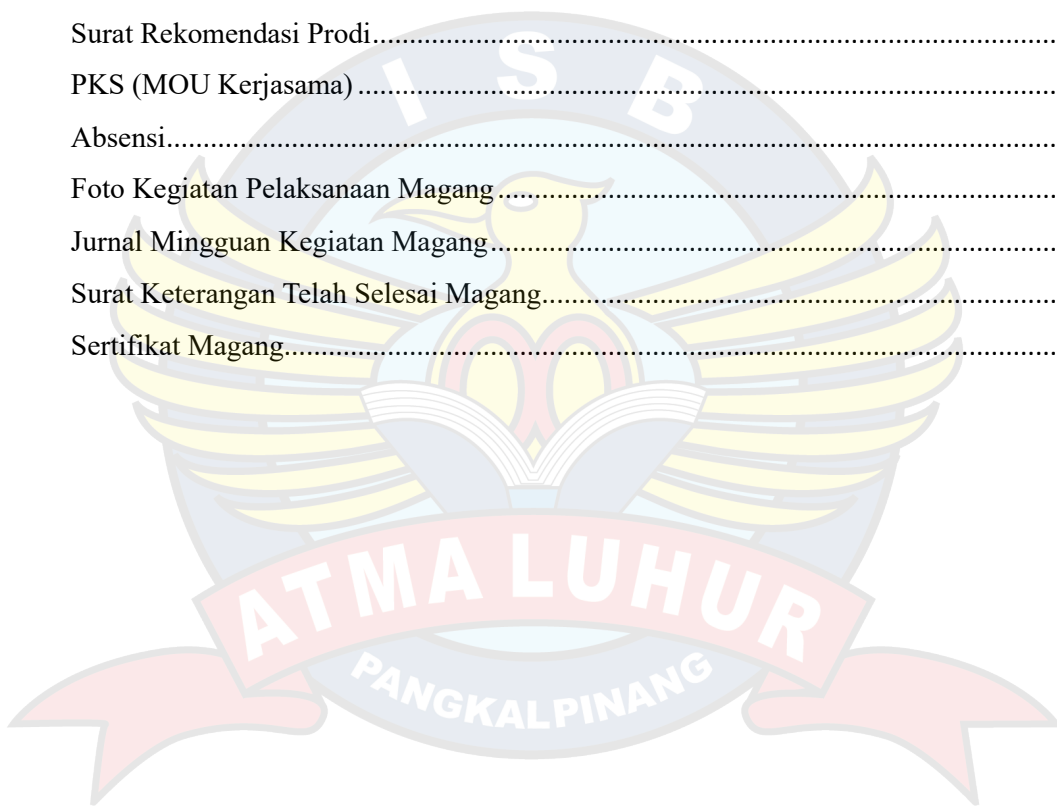 Surat Rekomendasi Prodi..........................................................................................
PKS (MOU Kerjasama) ............................................................................................
Absensi......................................................................................................................
Foto Kegiatan Pelaksanaan Magang .........................................................................
Jurnal Mingguan Kegiatan Magang ..........................................................................
Surat Keterangan Telah Selesai Magang...................................................................
Sertifikat Magang......................................................................................................
I S B
ATMA LUHUR
PANGKALPINANG